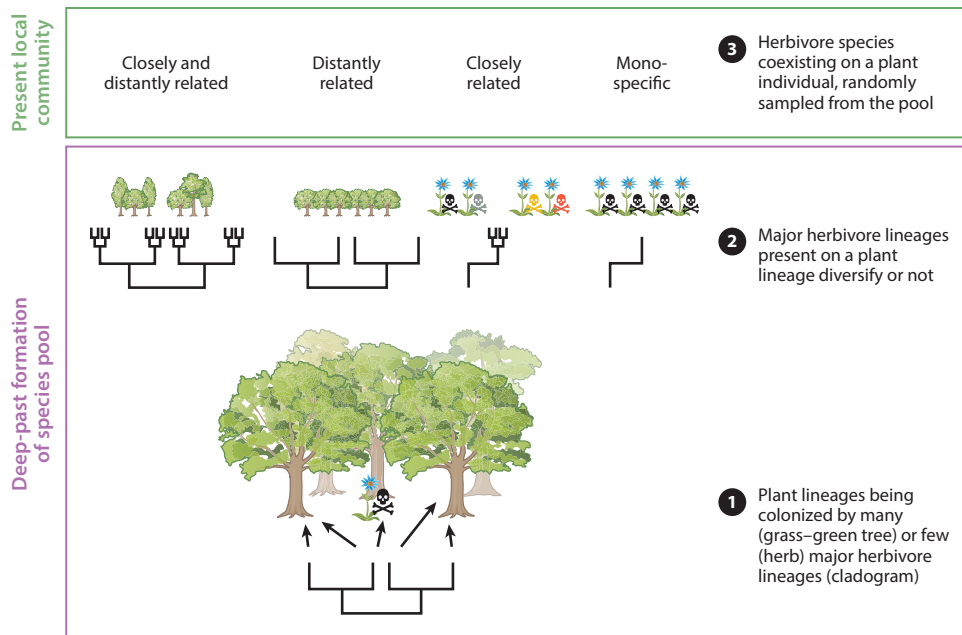 Present local
community
Closely and
distantly related
Distantly
related
Closely
related
Mono-
specific
3 Herbivore species
coexisting on a plant
individual, randomly
sampled from the pool
Deep-past formation
of species pool
2 Major herbivore lineages
present on a plant
lineage diversify or not
1 Plant lineages being
colonized by many
(grass–green tree) or few
(herb) major herbivore
lineages (cladogram)